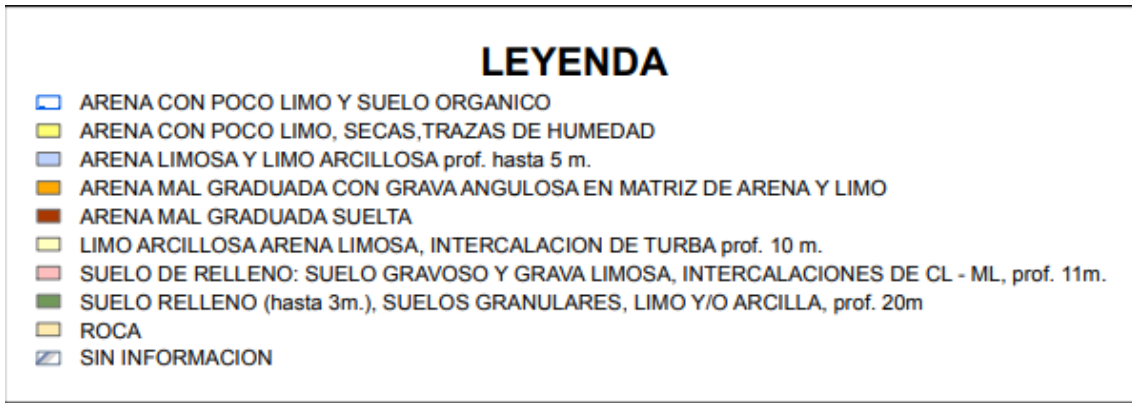 LEYENDA
ARENA CON POCO LIMO Y SUELO ORGANICO
ARENA CON POCO LIMO, SECAS,TRAZAS DE HUMEDAD
ARENA LIMOSA Y LIMO ARCILLOSA prof. hasta 5 m.
ARENA MAL GRADUADA CON GRAVA ANGULOSA EN MATRIZ DE ARENA Y LIMO
ARENA MAL GRADUADA SUELTA
LIMO ARCILLOSA ARENA LIMOSA, INTERCALACION DE TURBA prof. 10 m.
SUELO DE RELLENO: SUELO GRAVOSO Y GRAVA LIMOSA, INTERCALACIONES DE CL - ML, prof. 11m.
SUELO RELLENO (hasta 3m.), SUELOS GRANULARES, LIMO Y/O ARCILLA, prof. 20m
ROCA
SIN INFORMACION